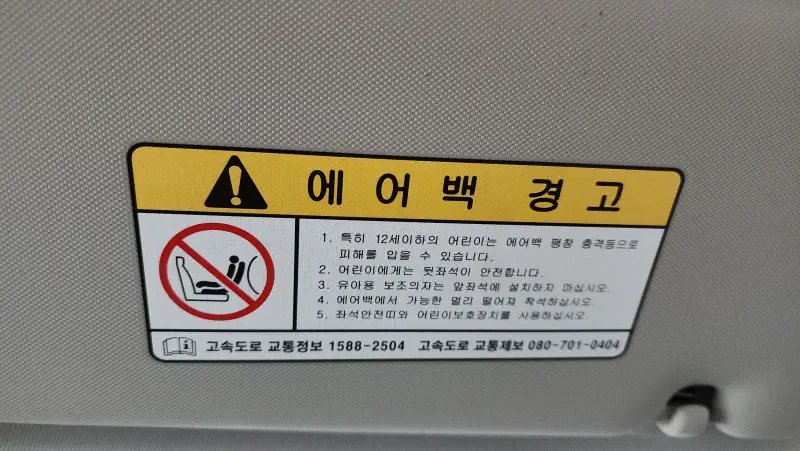 에어백 경고
1. 특히 12세이하의 어린이는 에어백 팽창 충격등으로
피해를 입을 수 있습니다.
2. 어린이에게는 뒷좌석이 안전합니다.
3. 유아용 보조의자는 앞좌석에 설치하지 마십시오.
4. 에어백에서 가능한 멀리 떨어져 착석하십시오.
5. 좌석안전띠와 어린이보호장치를 사용하십시오.
고속도로 교통정보 1588-2504 고속도로 교통제보 080-701-0404